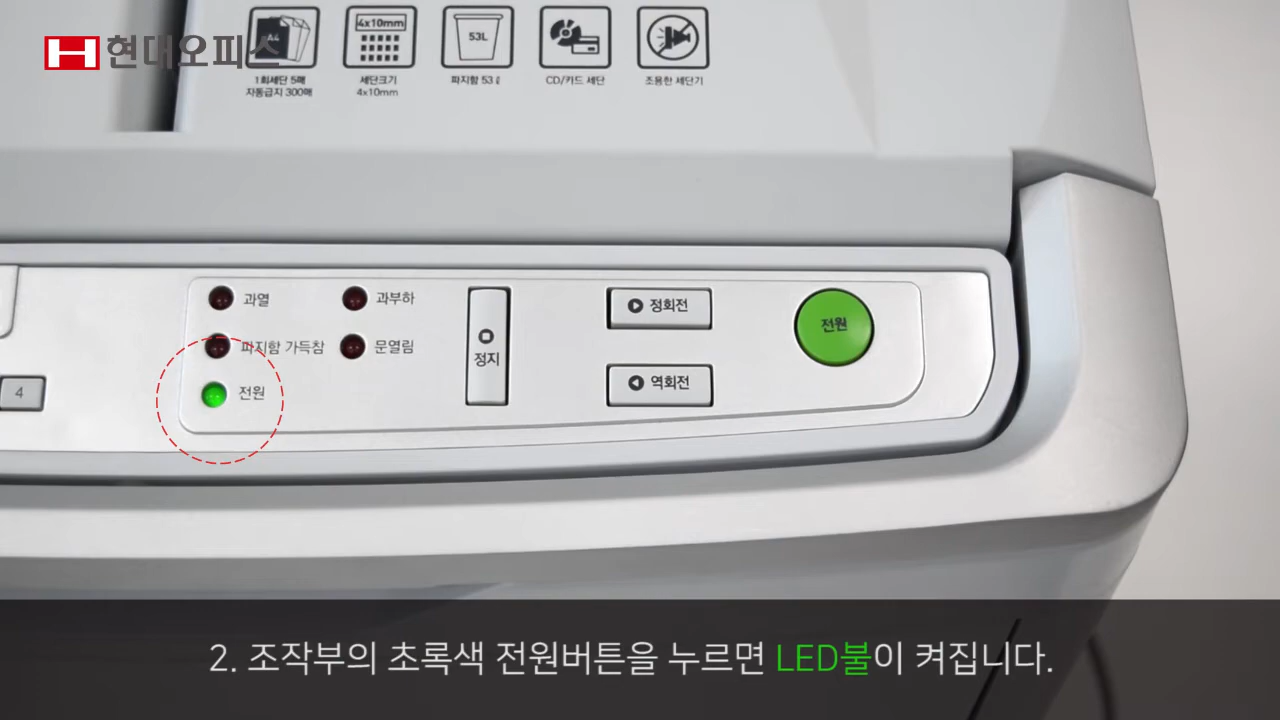 현대오피스
A4
4x10mm
53L
1회세단 5매
자동급지 300매
세단크기
4x10mm
파지함 53ℓ
CD/카드 세단
조용한 세단기
과열
과부하
파지함 가득참
문열림
전원
4
정지
정회전
역회전
전원
2. 조작부의 초록색 전원버튼을 누르면 LED불이 켜집니다.